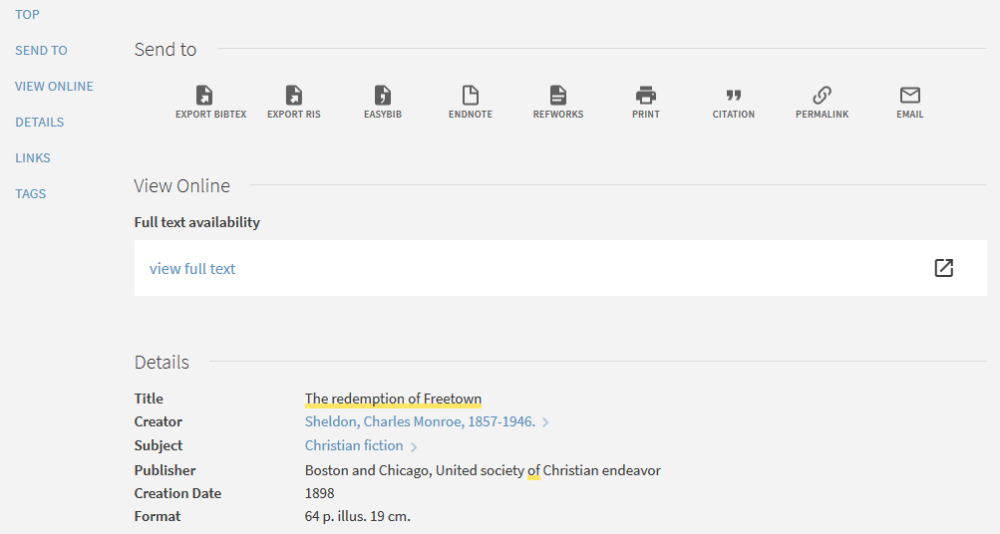 TOP
SEND TO
VIEW ONLINE
DETAILS
LINKS
TAGS
Send to
EXPORT BIBTEX EXPORT RIS EASYBIB ENDNOTE REFWORKS PRINT CITATION PERMALINK EMAIL
View Online
Full text availability
view full text
Details
Title The redemption of Freetown
Creator Sheldon, Charles Monroe, 1857-1946.
Subject Christian fiction
Publisher Boston and Chicago, United society of Christian endeavor
Creation Date 1898
Format 64 p. illus. 19 cm.